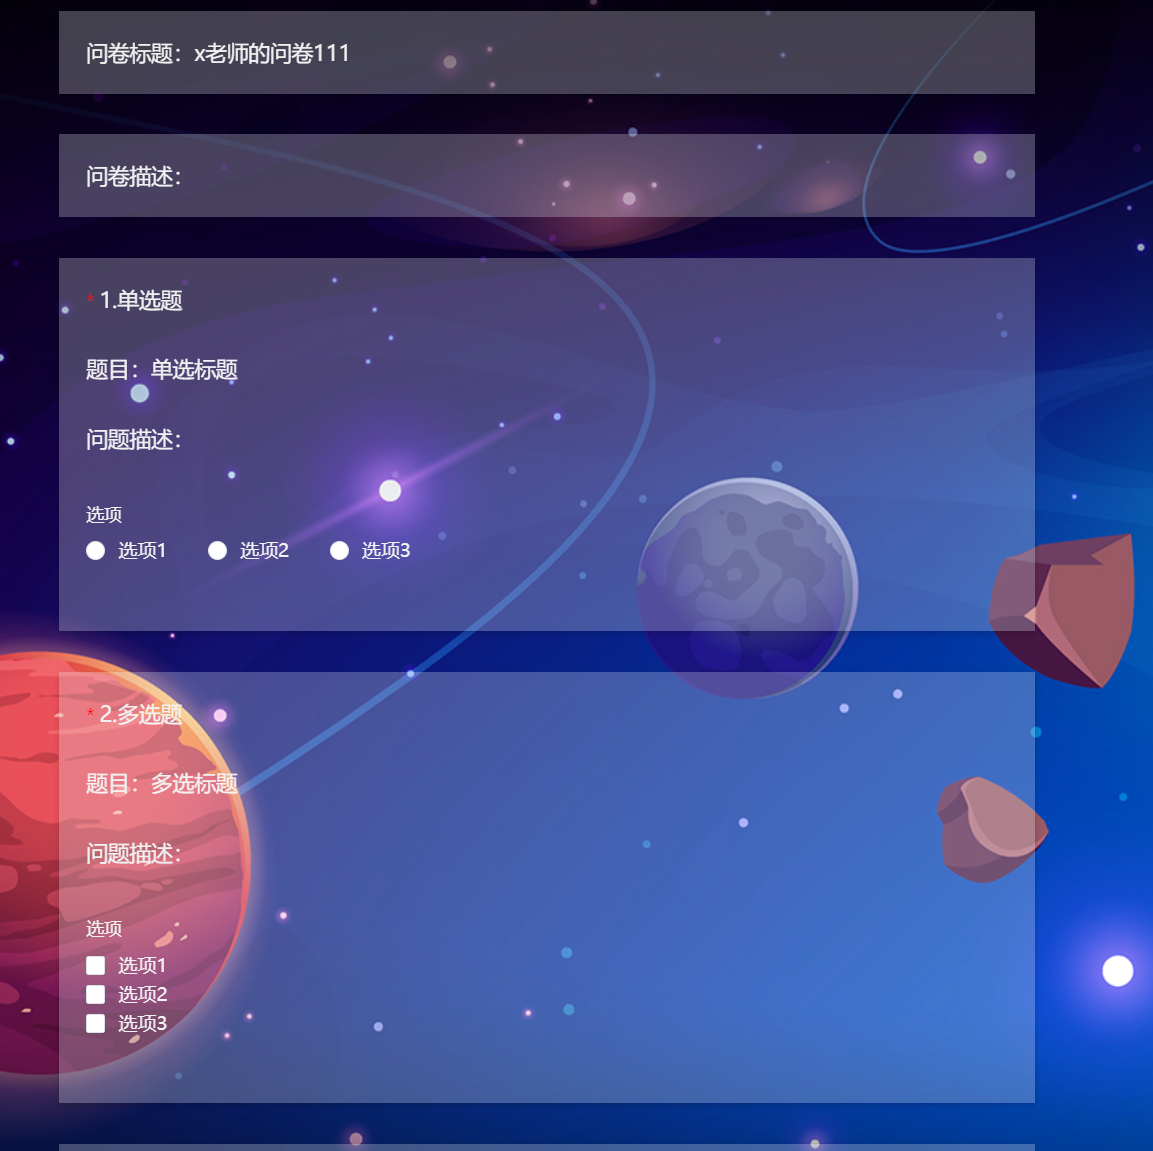 问卷标题：x老师的问卷111
问卷描述：
* 1.单选题
题目：单选标题
问题描述：
选项
选项1 选项2 选项3
* 2.多选题
题目：多选标题
问题描述：
选项
选项1
选项2
选项3